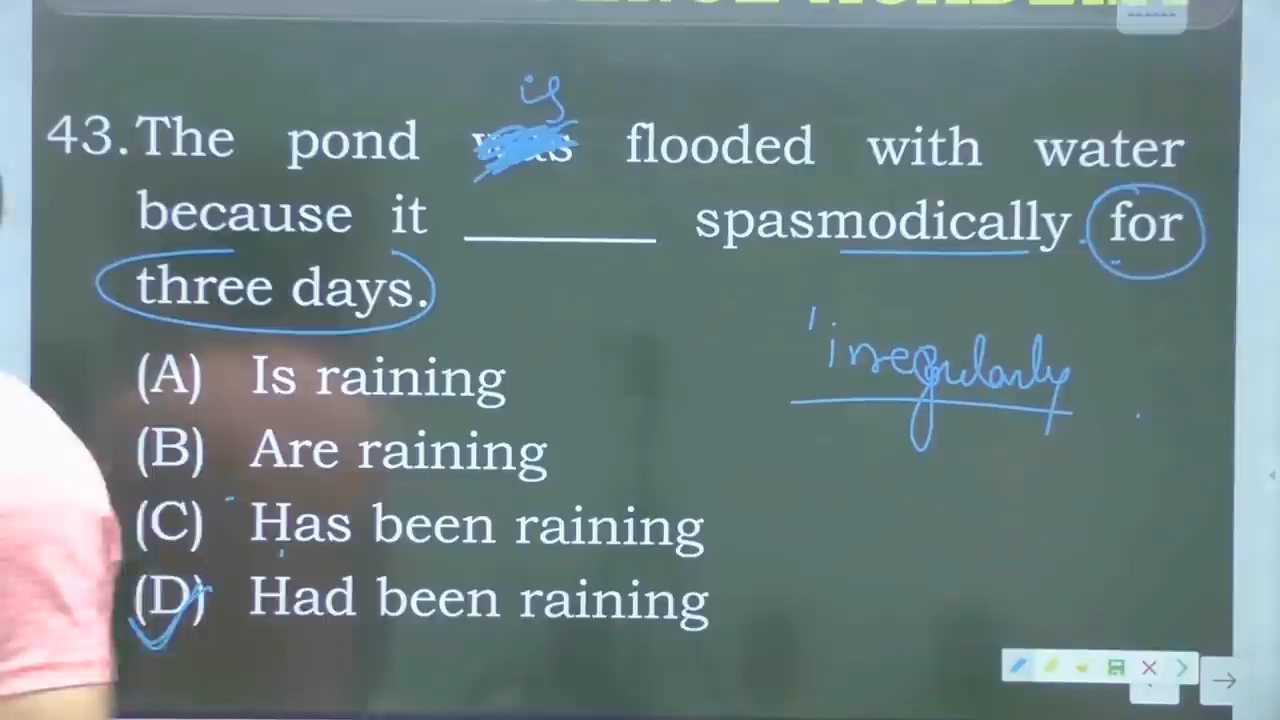 is
43. The pond was flooded with water
because it ______ spasmodically for
three days.
'irregularly
(A) Is raining
(B) Are raining
(C) Has been raining
(D) Had been raining